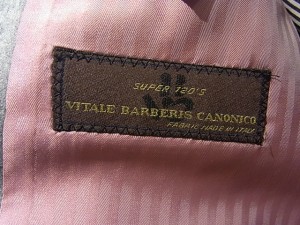 SUPER 120'S
VITALE BARBERIS CANONICO
FABRIC MADE IN ITALY